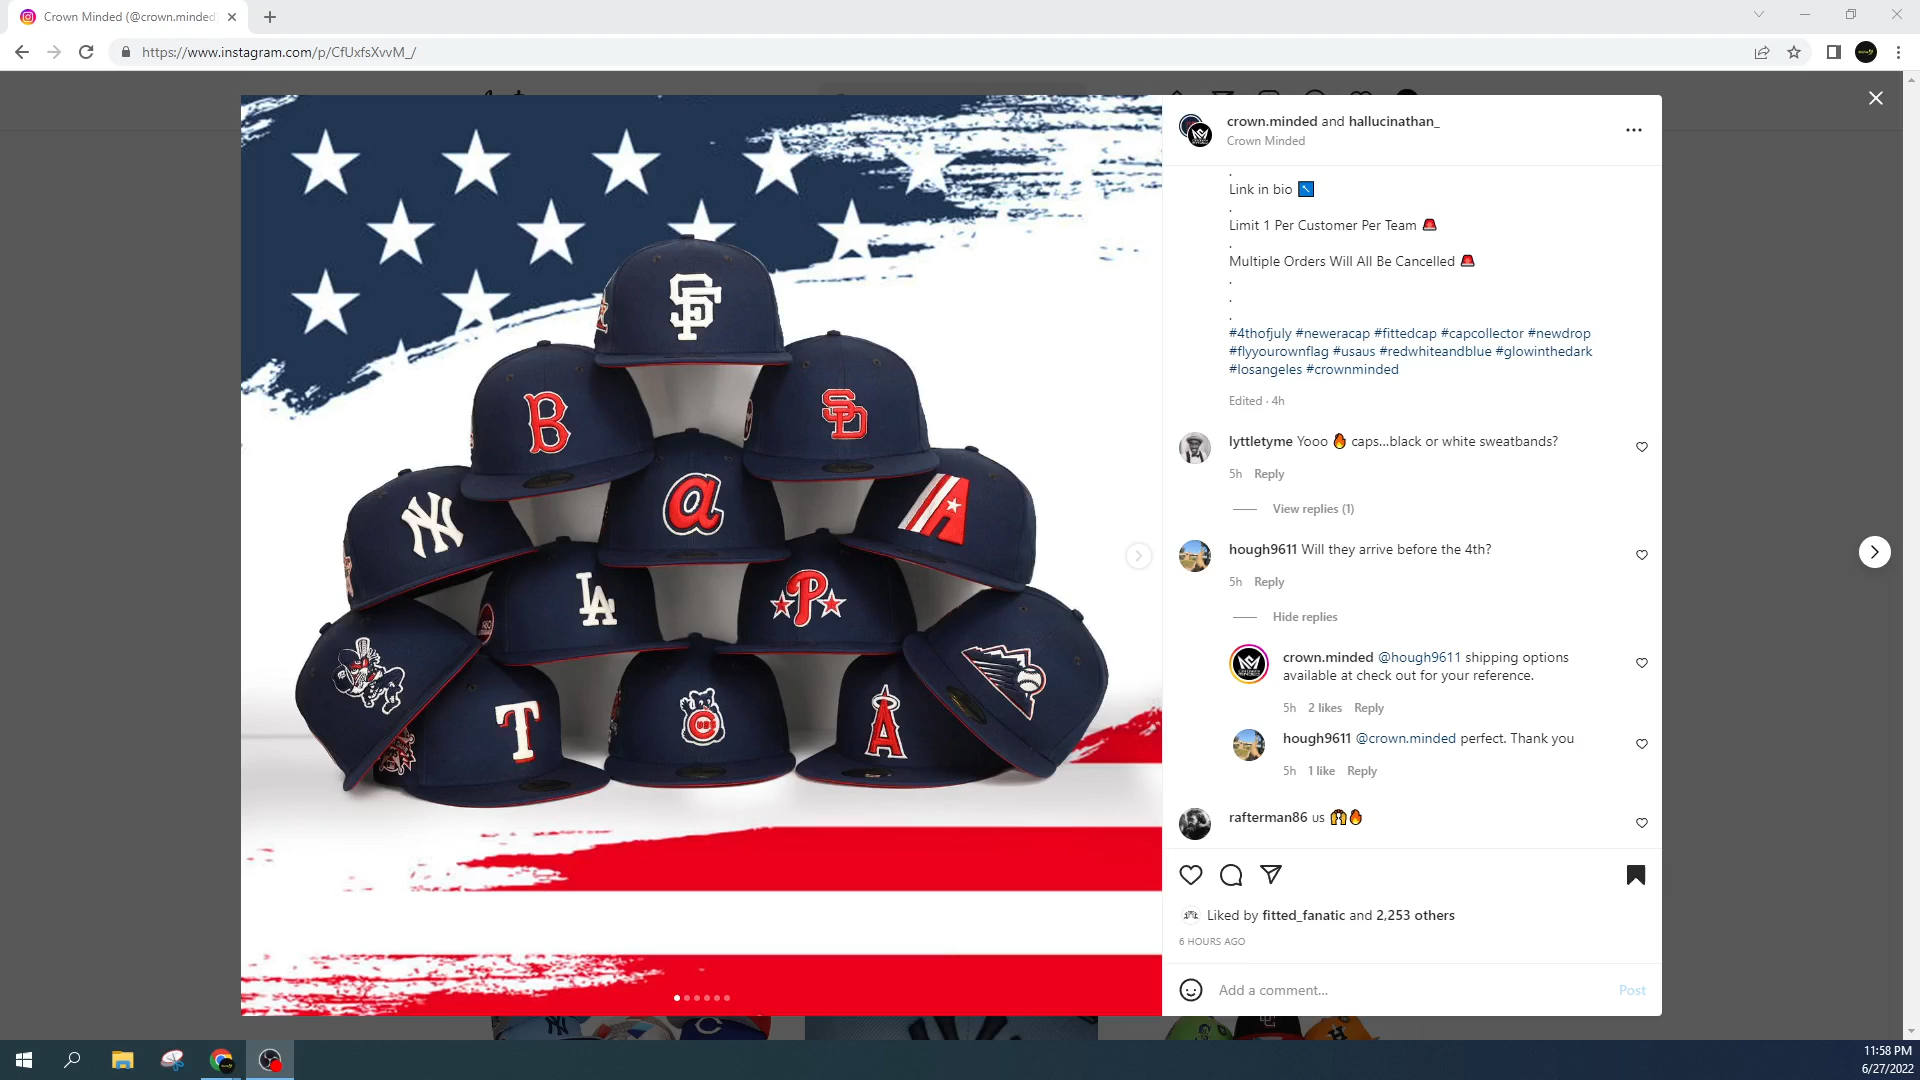 Crown Minded (@crown.minded)
https://www.instagram.com/p/CfUxfsXvvM_/
crown.minded and hallucinathan_
Crown Minded
.
Link in bio
.
Limit 1 Per Customer Per Team
.
Multiple Orders Will All Be Cancelled
.
.
.
#4thofjuly #neweracap #fittedcap #capcollector #newdrop
#flyyourownflag #usaus #redwhiteandblue #glowinthedark
#losangeles #crownminded
Edited · 4h
lyttletyme Yooo 🔥 caps...black or white sweatbands?
5h Reply
View replies (1)
hough9611 Will they arrive before the 4th?
5h Reply
Hide replies
crown.minded @hough9611 shipping options
available at check out for your reference.
5h 2 likes Reply
hough9611 @crown.minded perfect. Thank you
5h 1 like Reply
rafterman86 us
Liked by fitted_fanatic and 2,253 others
6 HOURS AGO
Add a comment...
Post
SF
B
SD
NY
a
A
LA
P
T
CUBS
A
11:58 PM
6/27/2022